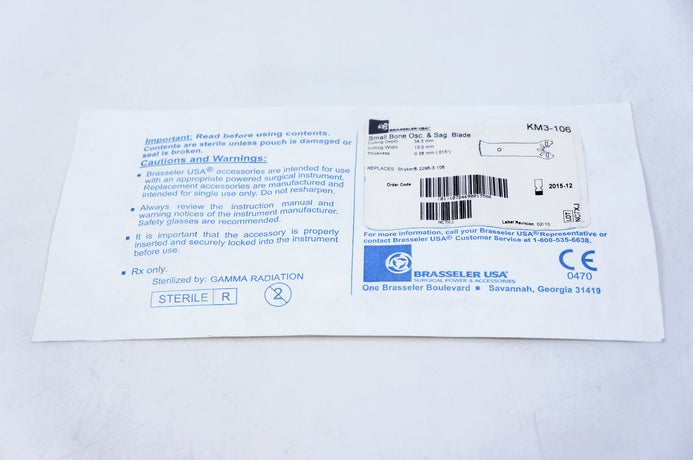 Important: Read before using contents.
Contents are sterile unless pouch is damaged or
seal is broken.
Cautions and Warnings:
▪ Brasseler USA® accessories are intended for use
with an appropriate powered surgical instrument.
Replacement accessories are manufactured and
intended for single use only. Do not resharpen.
▪ Always review the instruction manual and
warning notices of the instrument manufacturer.
Safety glasses are recommended.
▪ It is important that the accessory is properly
inserted and securely locked into the instrument
before use.
▪ Rx only.
Sterilized by: GAMMA RADIATION
STERILE R
2
BRASSELER USA®
KM3-106
Small Bone Osc. & Sag. Blade
Cutting Depth 34.5 mm
Cutting Width 13.0 mm
Thickness 0.38 mm (.015")
REPLACES: Stryker® 2296-3-106
Order Code
2015-12
Label Revision 02/10
For more information, call your Brasseler USA® Representative or
contact Brasseler USA® Customer Service at 1-800-535-6638.
BRASSELER USA®
SURGICAL POWER & ACCESSORIES
CE
0470
One Brasseler Boulevard ▪ Savannah, Georgia 31419